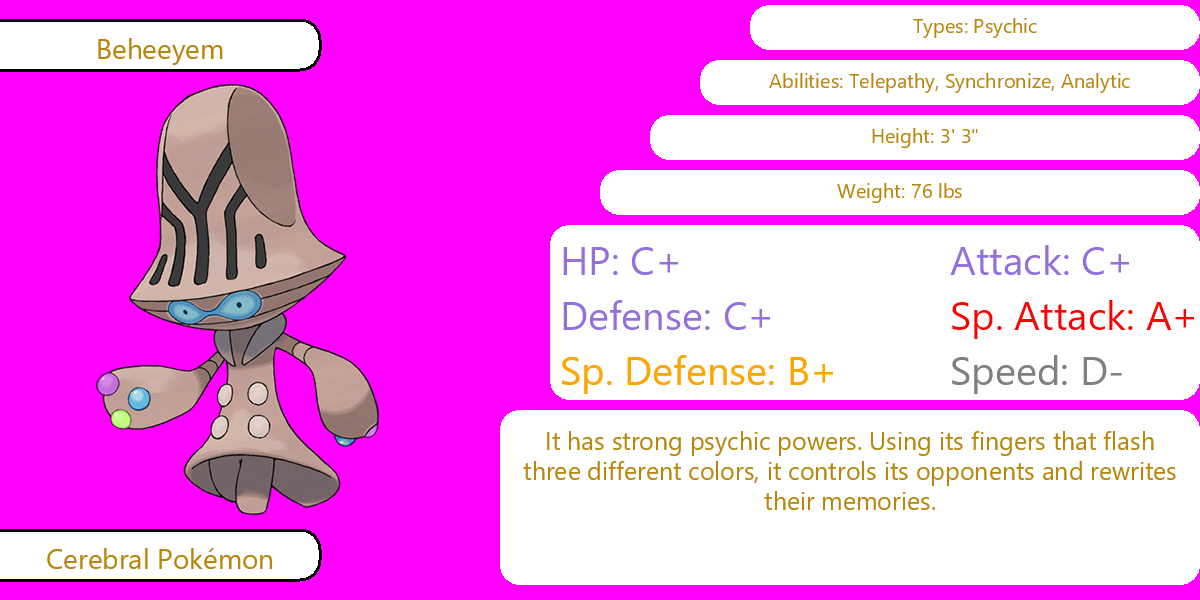 Beheeyem
Types: Psychic
Abilities: Telepathy, Synchronize, Analytic
Height: 3' 3"
Weight: 76 lbs
HP: C+
Attack: C+
Defense: C+
Sp. Attack: A+
Sp. Defense: B+
Speed: D-
It has strong psychic powers. Using its fingers that flash
three different colors, it controls its opponents and rewrites
their memories.
Cerebral Pokémon